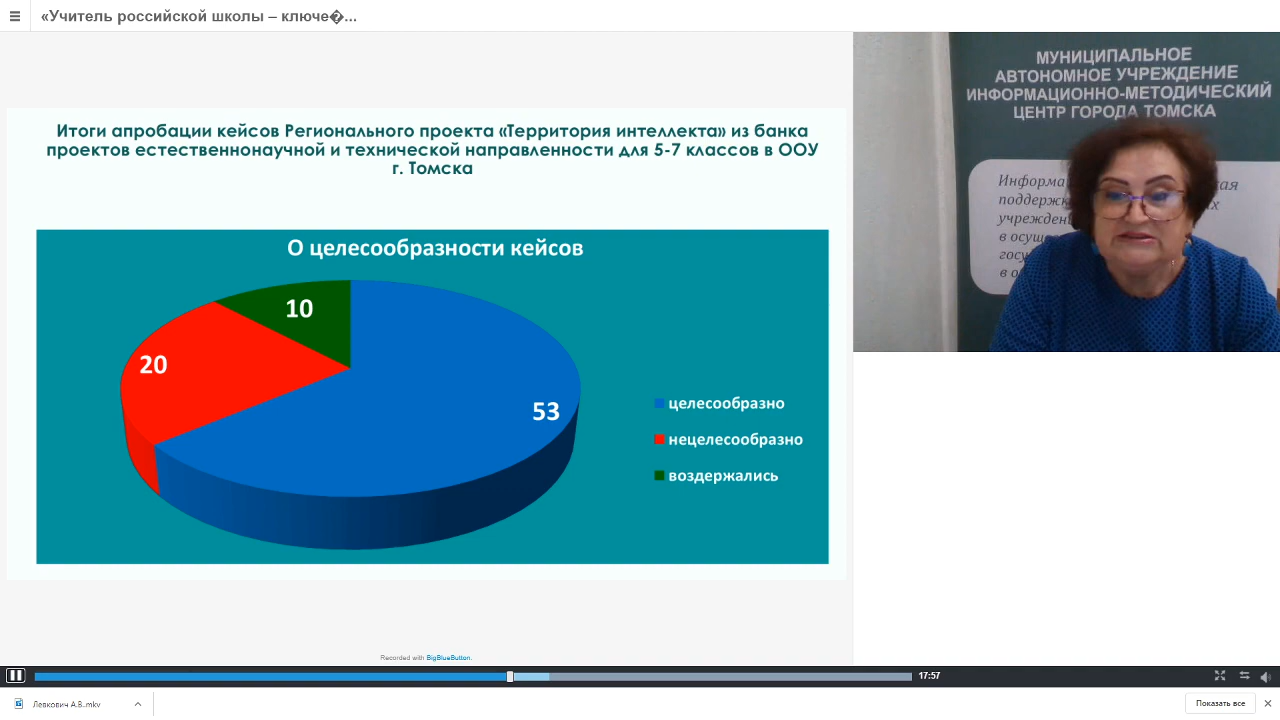 «Учитель российской школы – ключе�...
МУНИЦИПАЛЬНОЕ
АВТОНОМНОЕ УЧРЕЖДЕНИЕ
ИНФОРМАЦИОННО-МЕТОДИЧЕСКИЙ
ЦЕНТР ГОРОДА ТОМСКА
Итоги апробации кейсов Регионального проекта «Территория интеллекта» из банка
проектов естественнонаучной и технической направленности для 5-7 классов в ООУ
г. Томска
О целесообразности кейсов
10
20
53
целесообразно
нецелесообразно
воздержались
Recorded with BigBlueButton.
17:57
Левкович А.В..mkv
Показать все